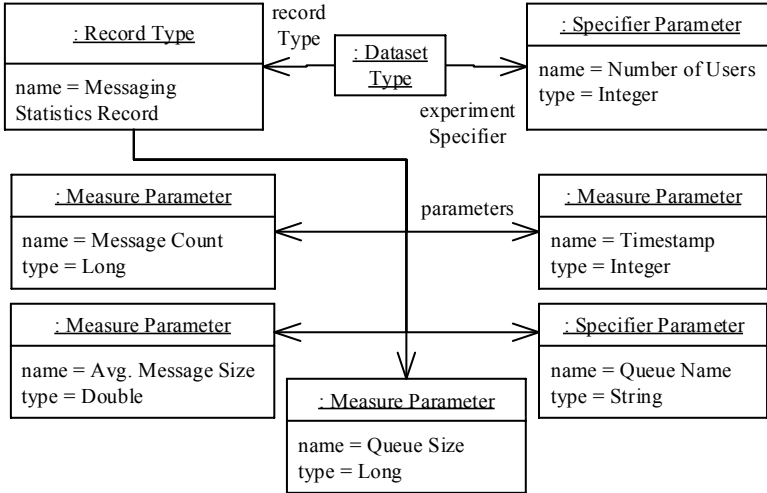 : Record Type
name = Messaging
Statistics Record
record
Type
: Dataset
Type
experiment
Specifier
: Specifier Parameter
name = Number of Users
type = Integer
: Measure Parameter
name = Message Count
type = Long
parameters
: Measure Parameter
name = Timestamp
type = Integer
: Measure Parameter
name = Avg. Message Size
type = Double
: Measure Parameter
name = Queue Size
type = Long
: Specifier Parameter
name = Queue Name
type = String